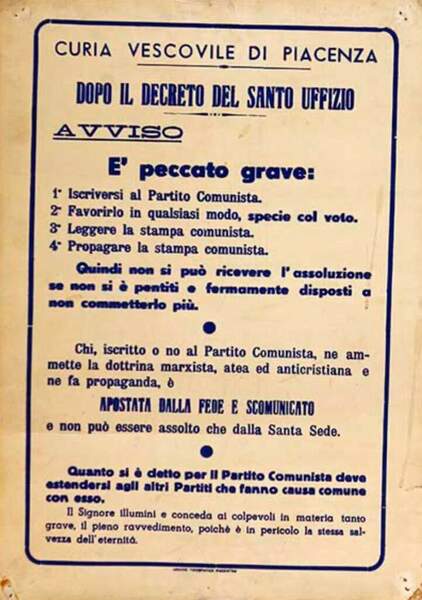 CURIA VESCOVILE DI PIACENZA
DOPO IL DECRETO DEL SANTO UFFIZIO
AVVISO
E' peccato grave:
1° Iscriversi al Partito Comunista.
2° Favorirlo in qualsiasi modo, specie col voto.
3° Leggere la stampa comunista.
4° Propagare la stampa comunista.
Quindi non si può ricevere l'assoluzione
se non si è pentiti e fermamente disposti a
non commetterlo più.
Chi, iscritto o no al Partito Comunista, ne am-
mette la dottrina marxista, atea ed anticristiana e
ne fa propaganda, è
APOSTATA DALLA FEDE E SCOMUNICATO
e non può essere assolto che dalla Santa Sede.
Quanto si è detto per il Partito Comunista deve
estendersi agli altri Partiti che fanno causa comune
con esso.
Il Signore illumini e conceda ai colpevoli in materia tanto
grave, il pieno ravvedimento, poichè è in pericolo la stessa sal-
vezza dell'eternità.